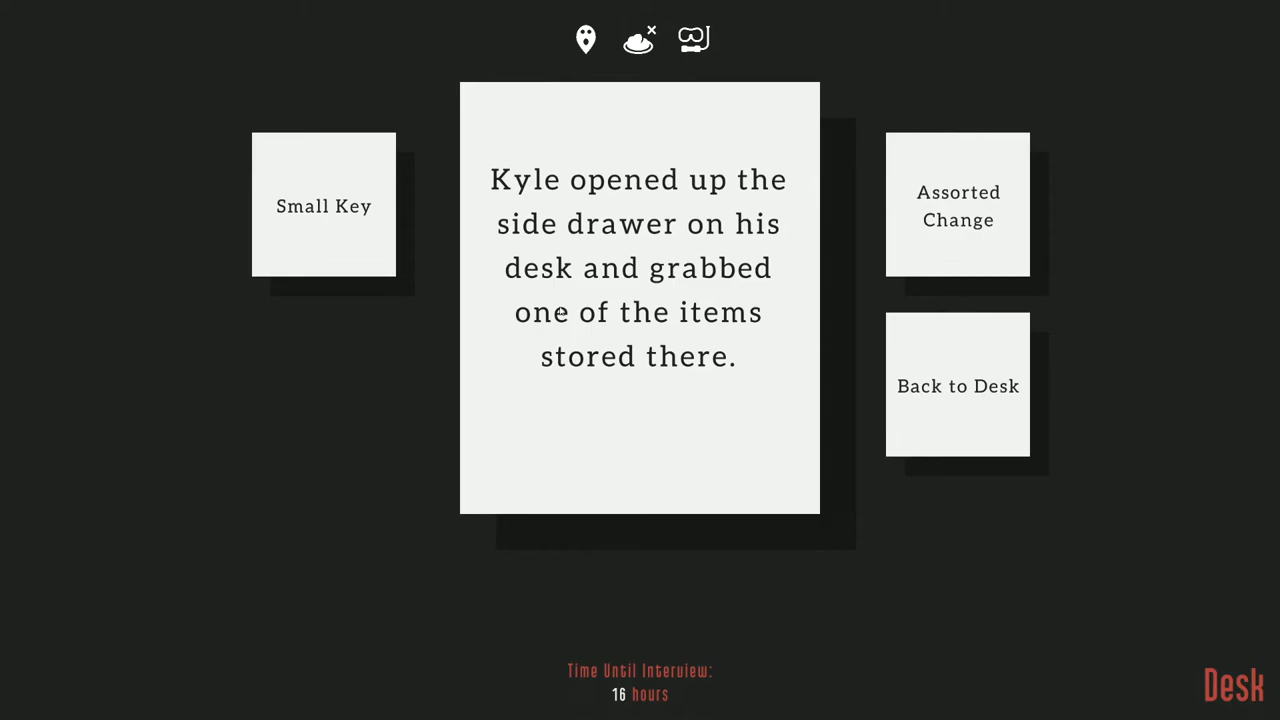 Small Key
Kyle opened up the
side drawer on his
desk and grabbed
one of the items
stored there.
Assorted
Change
Back to Desk
Time Until Interview:
16 hours
Desk